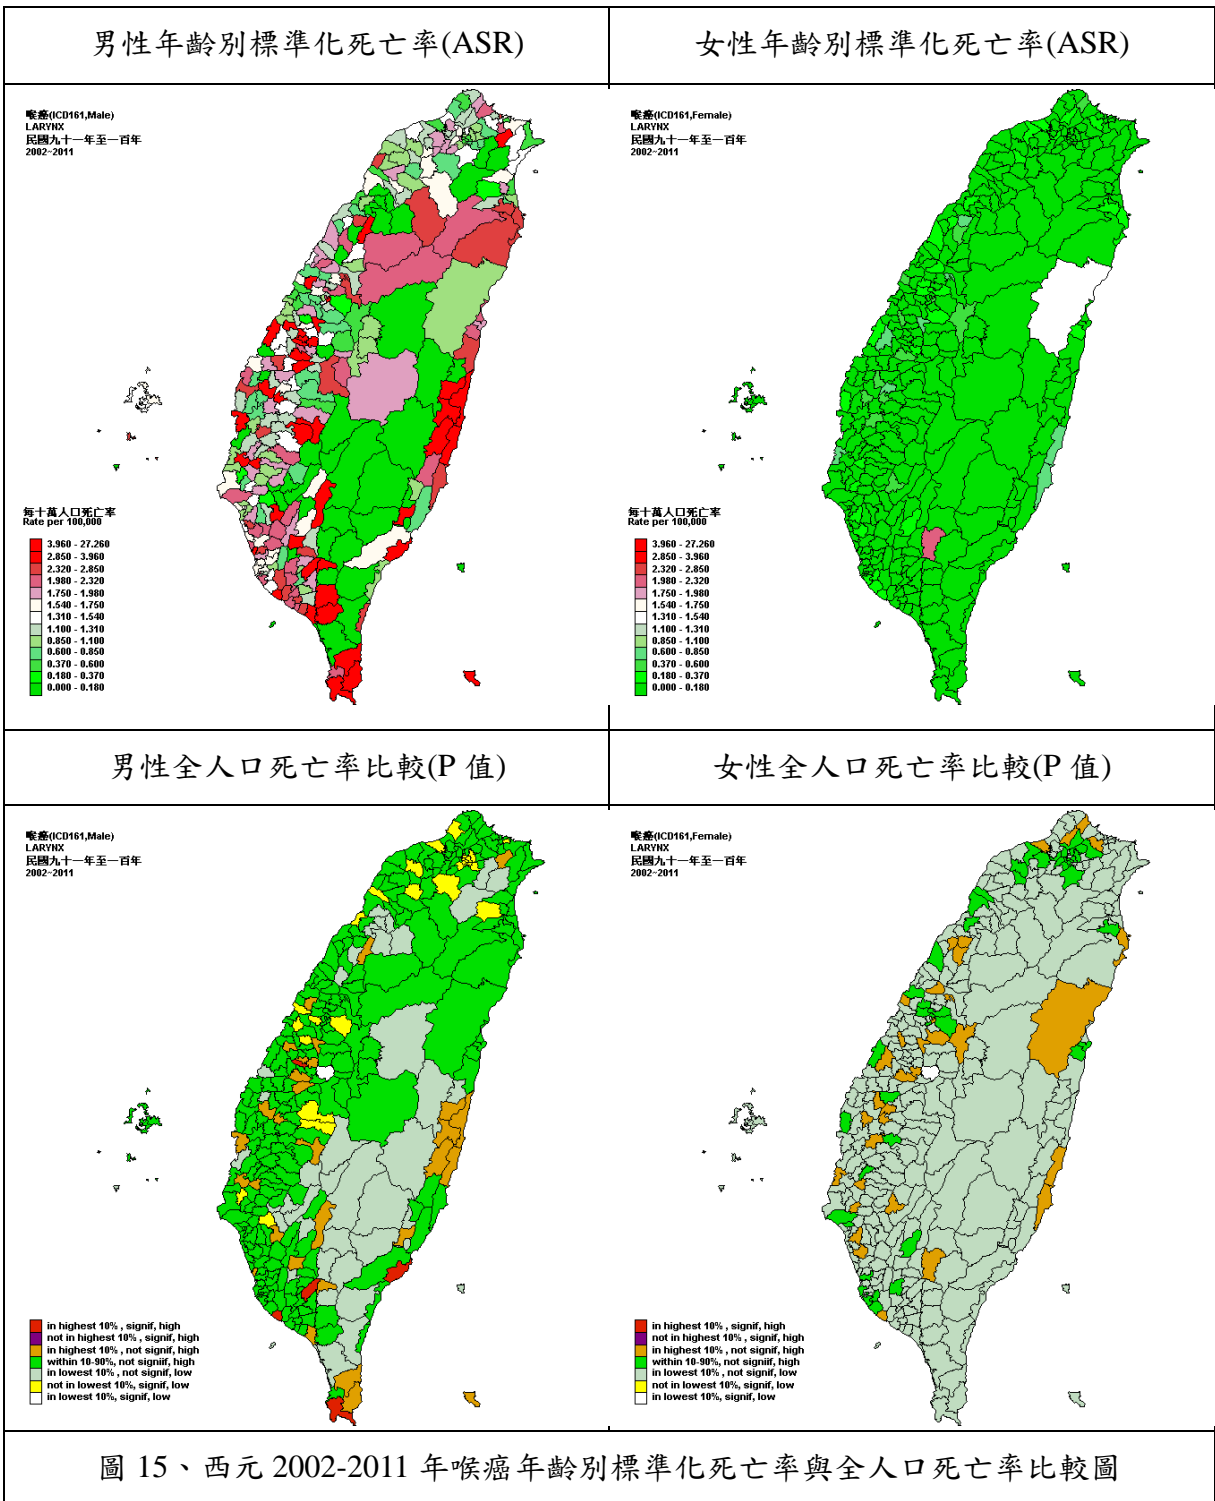 男性年齡別標準化死亡率(ASR)
女性年齡別標準化死亡率(ASR)
喉癌(ICD161,Male)
LARYNX
民國九十一年至一百年
2002~2011
每十萬人口死亡率
Rate per 100,000
3.960 - 27.260
2.850 - 3.960
2.320 - 2.850
1.980 - 2.320
1.750 - 1.980
1.540 - 1.750
1.310 - 1.540
1.100 - 1.310
0.850 - 1.100
0.600 - 0.850
0.370 - 0.600
0.180 - 0.370
0.000 - 0.180
喉癌(ICD161,Female)
LARYNX
民國九十一年至一百年
2002~2011
每十萬人口死亡率
Rate per 100,000
3.960 - 27.260
2.850 - 3.960
2.320 - 2.850
1.980 - 2.320
1.750 - 1.980
1.540 - 1.750
1.310 - 1.540
1.100 - 1.310
0.850 - 1.100
0.600 - 0.850
0.370 - 0.600
0.180 - 0.370
0.000 - 0.180
男性全人口死亡率比較(P 值)
女性全人口死亡率比較(P 值)
喉癌(ICD161,Male)
LARYNX
民國九十一年至一百年
2002~2011
in highest 10% , signif, high
not in highest 10% , signif, high
in highest 10% , not signif, high
within 10-90%, not signiif, high
in lowest 10% , not signif, low
not in lowest 10%, signif, low
in lowest 10%, signif, low
喉癌(ICD161,Female)
LARYNX
民國九十一年至一百年
2002~2011
in highest 10% , signif, high
not in highest 10% , signif, high
in highest 10% , not signif, high
within 10-90%, not signiif, high
in lowest 10% , not signif, low
not in lowest 10%, signif, low
in lowest 10%, signif, low
圖 15、西元 2002-2011 年喉癌年齡別標準化死亡率與全人口死亡率比較圖